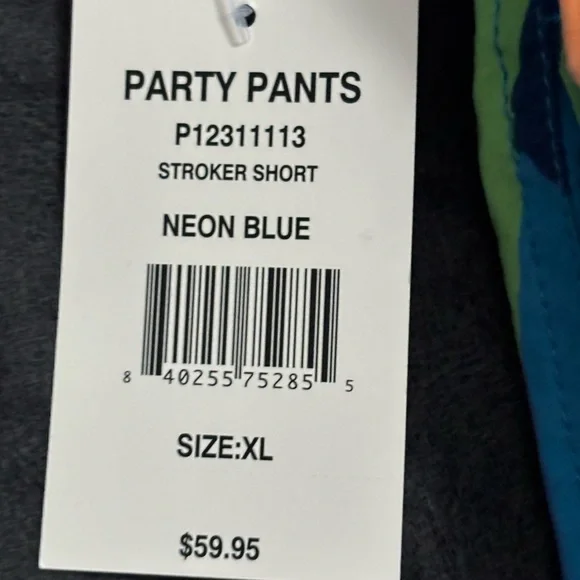 PARTY PANTS
P12311113
STROKER SHORT
NEON BLUE
8 40255 75285 5
SIZE:XL
$59.95